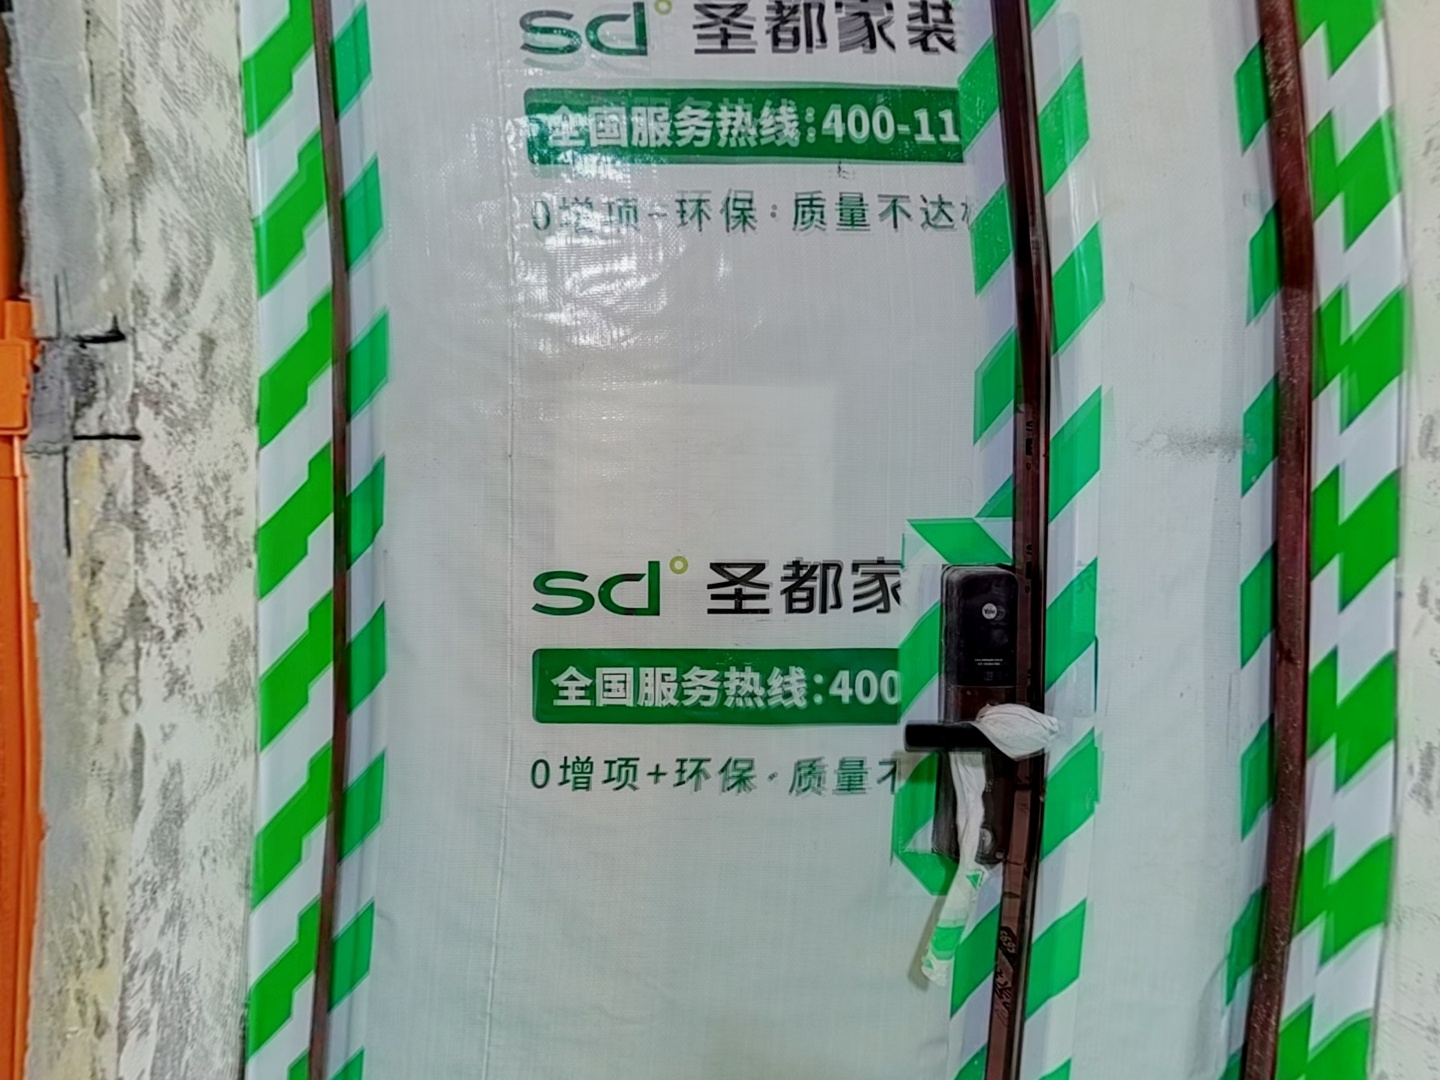 sd 圣都家装
全国服务热线:400-11
0增项-环保·质量不达
sd 圣都家
全国服务热线:400
0增项+环保·质量不
Yale